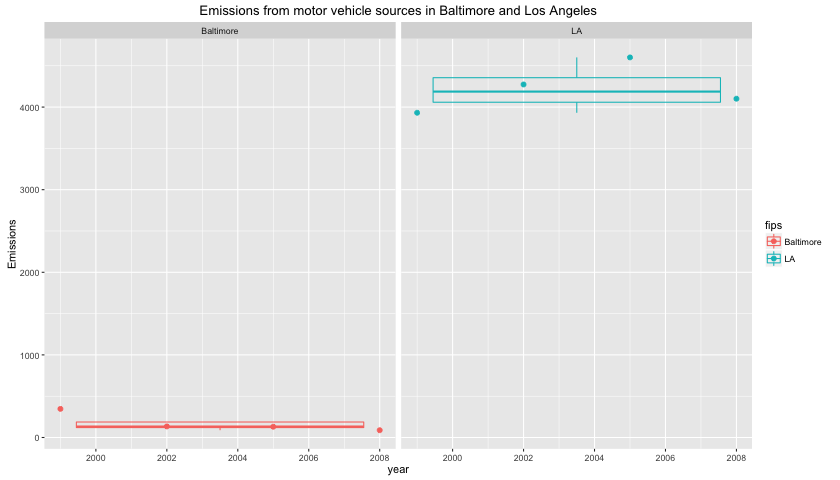 Emissions from motor vehicle sources in Baltimore and Los Angeles
Baltimore
LA
Emissions
4000
3000
2000
1000
0
2000
2002
2004
2006
2008
2000
2002
2004
2006
2008
year
fips
Baltimore
LA